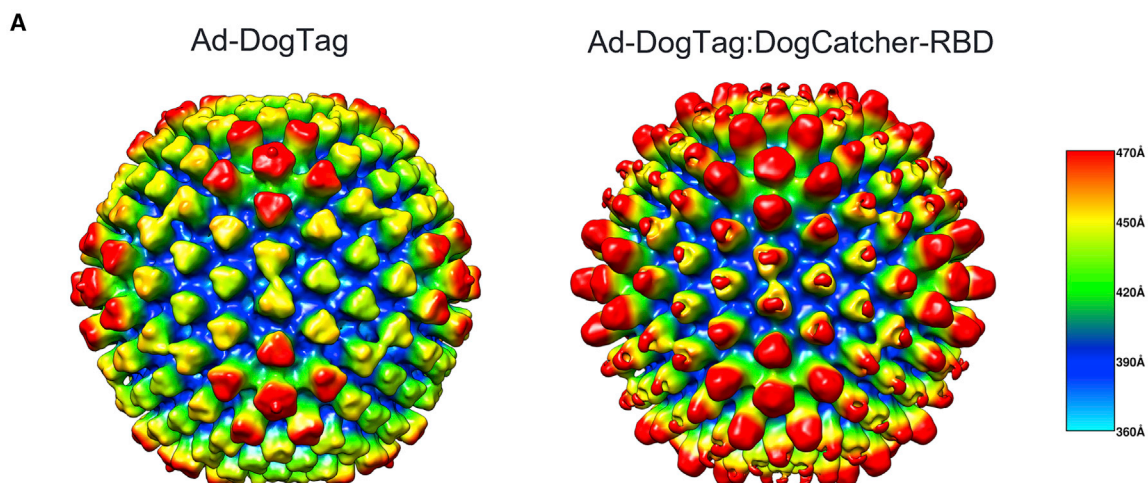 A
Ad-DogTag
Ad-DogTag:DogCatcher-RBD
470Å
450Å
420Å
390Å
360Å